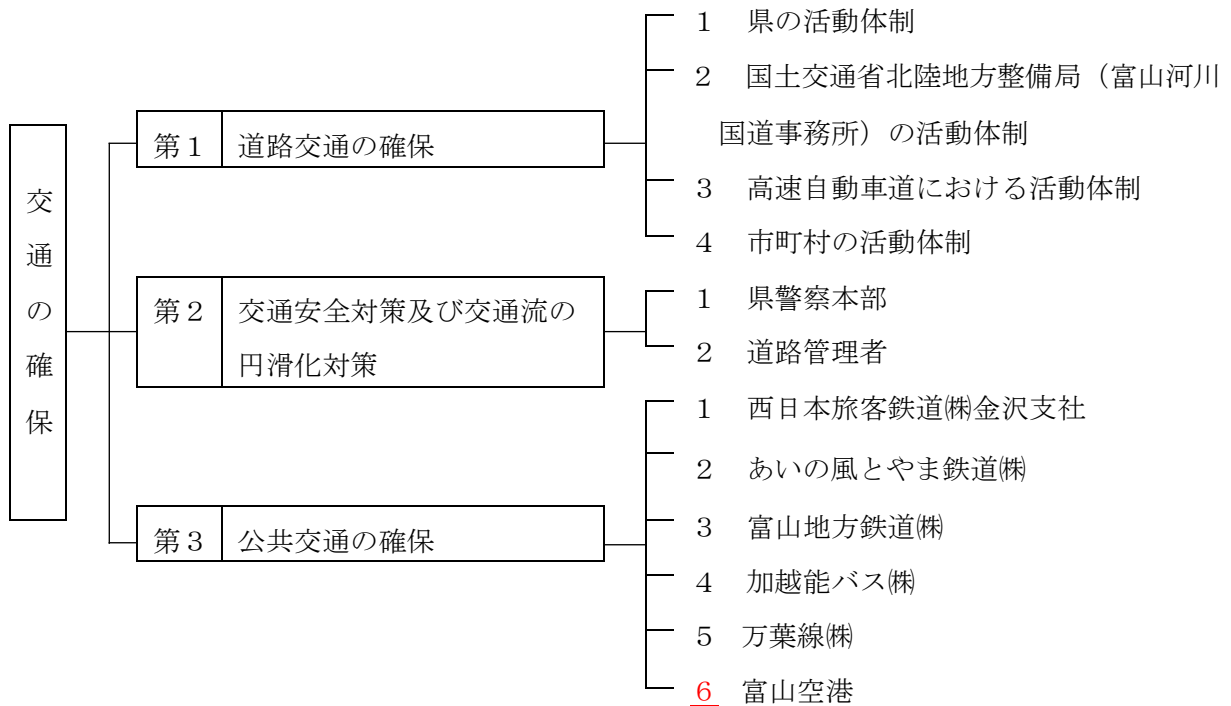 交通の確保
第1 道路交通の確保
1 県の活動体制
2 国土交通省北陸地方整備局(富山河川
国道事務所)の活動体制
3 高速自動車道における活動体制
4 市町村の活動体制
第2 交通安全対策及び交通流の
円滑化対策
1 県警察本部
2 道路管理者
第3 公共交通の確保
1 西日本旅客鉄道㈱金沢支社
2 あいの風とやま鉄道㈱
3 富山地方鉄道㈱
4 加越能バス㈱
5 万葉線㈱
6 富山空港